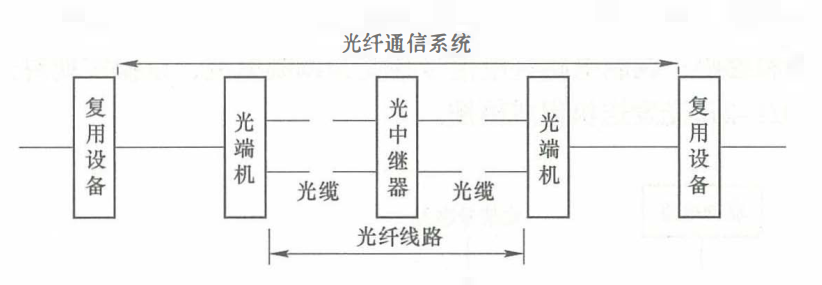 光纤通信系统
复用设备
光端机
光中继器
光端机
复用设备
光缆
光缆
光纤线路